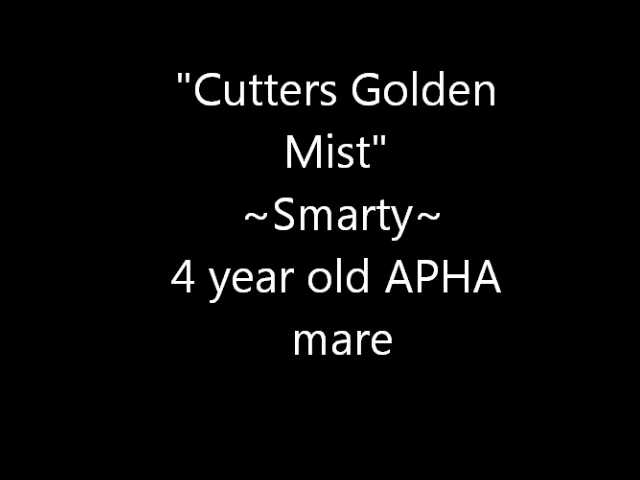 "Cutters Golden
Mist"
~Smarty~
4 year old APHA
mare